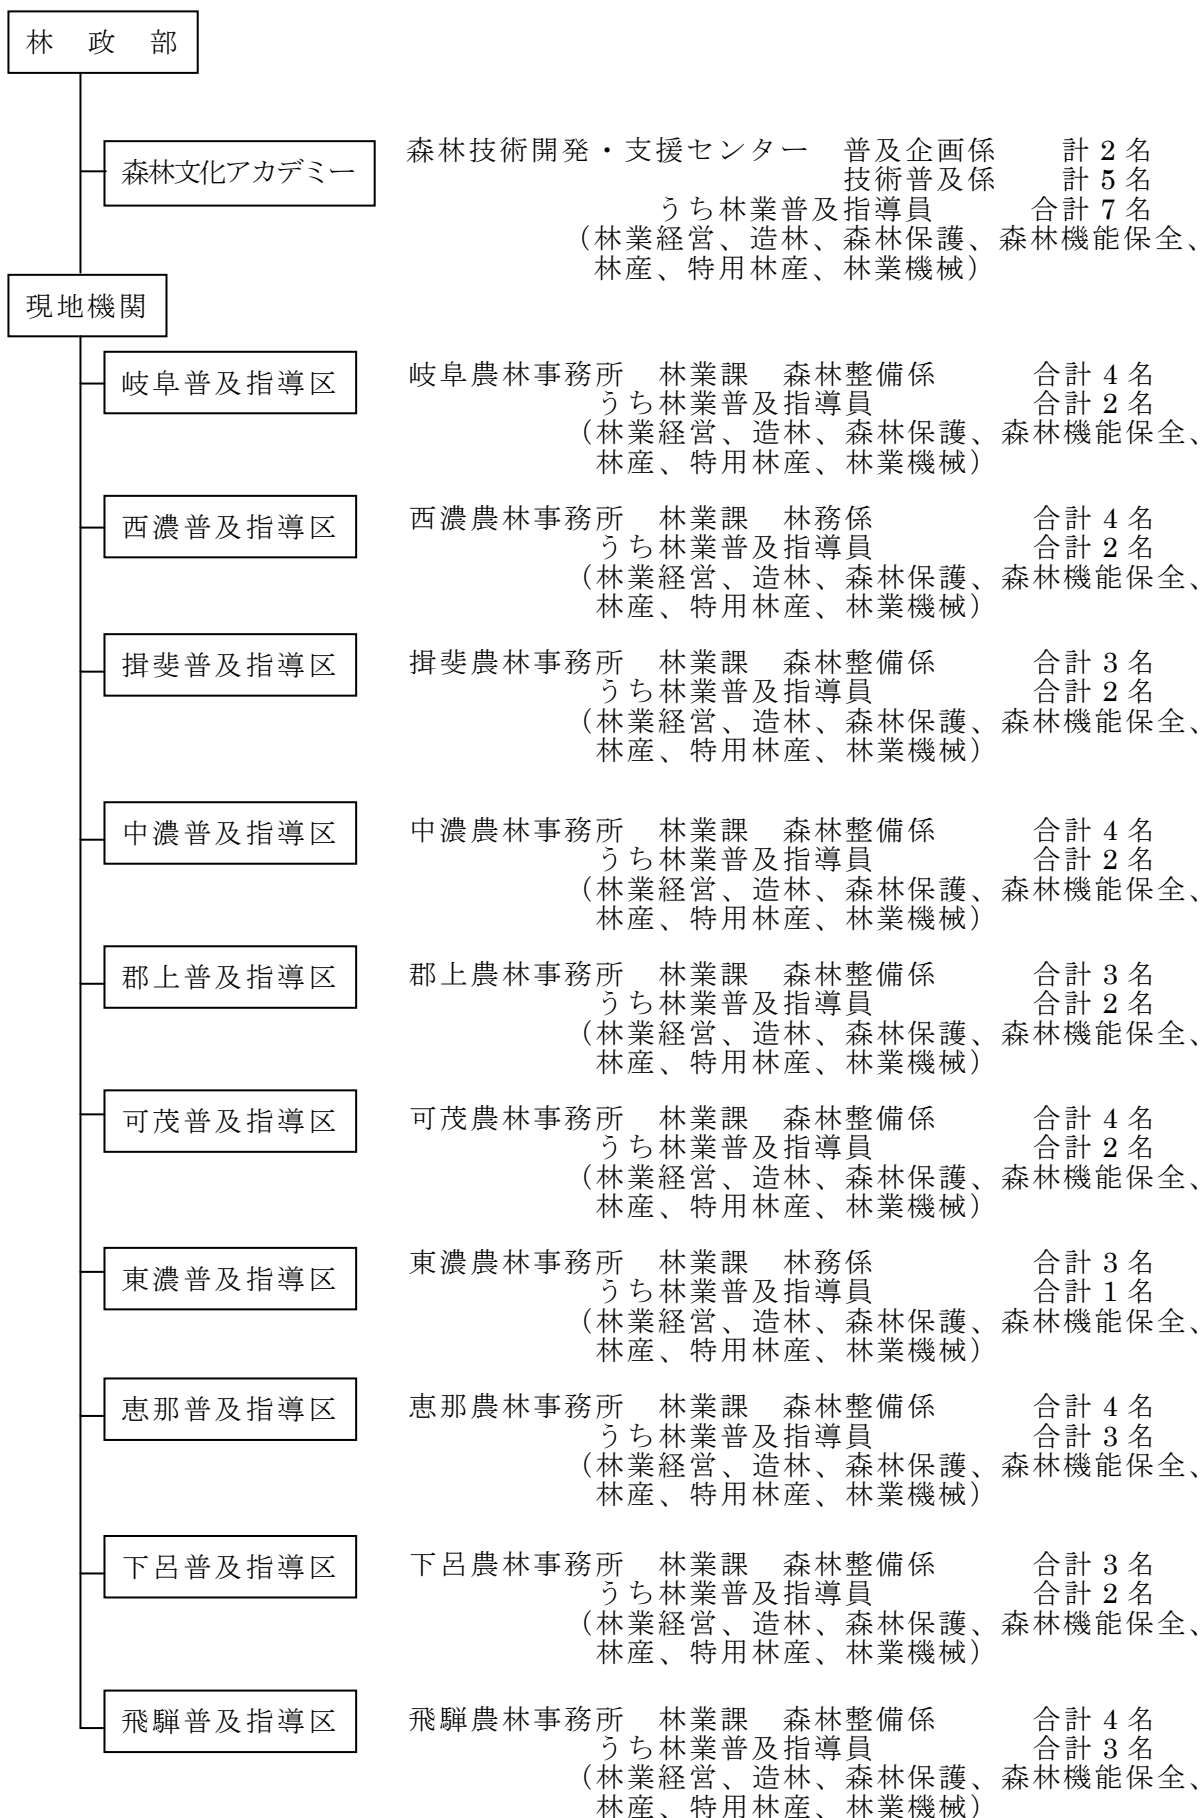 林　政　部
森林文化アカデミー　森林技術開発・支援センター　普及企画係　計 2 名
技術普及係　計 5 名
うち林業普及指導員　合計 7 名
（林業経営、造林、森林保護、森林機能保全、
林産、特用林産、林業機械）
現地機関
岐阜普及指導区　岐阜農林事務所　林業課　森林整備係　合計 4 名
うち林業普及指導員　合計 2 名
（林業経営、造林、森林保護、森林機能保全、
林産、特用林産、林業機械）
西濃普及指導区　西濃農林事務所　林業課　林務係　合計 4 名
うち林業普及指導員　合計 2 名
（林業経営、造林、森林保護、森林機能保全、
林産、特用林産、林業機械）
揖斐普及指導区　揖斐農林事務所　林業課　森林整備係　合計 3 名
うち林業普及指導員　合計 2 名
（林業経営、造林、森林保護、森林機能保全、
林産、特用林産、林業機械）
中濃普及指導区　中濃農林事務所　林業課　森林整備係　合計 4 名
うち林業普及指導員　合計 2 名
（林業経営、造林、森林保護、森林機能保全、
林産、特用林産、林業機械）
郡上普及指導区　郡上農林事務所　林業課　森林整備係　合計 3 名
うち林業普及指導員　合計 2 名
（林業経営、造林、森林保護、森林機能保全、
林産、特用林産、林業機械）
可茂普及指導区　可茂農林事務所　林業課　森林整備係　合計 4 名
うち林業普及指導員　合計 2 名
（林業経営、造林、森林保護、森林機能保全、
林産、特用林産、林業機械）
東濃普及指導区　東濃農林事務所　林業課　林務係　合計 3 名
うち林業普及指導員　合計 1 名
（林業経営、造林、森林保護、森林機能保全、
林産、特用林産、林業機械）
恵那普及指導区　恵那農林事務所　林業課　森林整備係　合計 4 名
うち林業普及指導員　合計 3 名
（林業経営、造林、森林保護、森林機能保全、
林産、特用林産、林業機械）
下呂普及指導区　下呂農林事務所　林業課　森林整備係　合計 3 名
うち林業普及指導員　合計 2 名
（林業経営、造林、森林保護、森林機能保全、
林産、特用林産、林業機械）
飛騨普及指導区　飛騨農林事務所　林業課　森林整備係　合計 4 名
うち林業普及指導員　合計 3 名
（林業経営、造林、森林保護、森林機能保全、
林産、特用林産、林業機械）